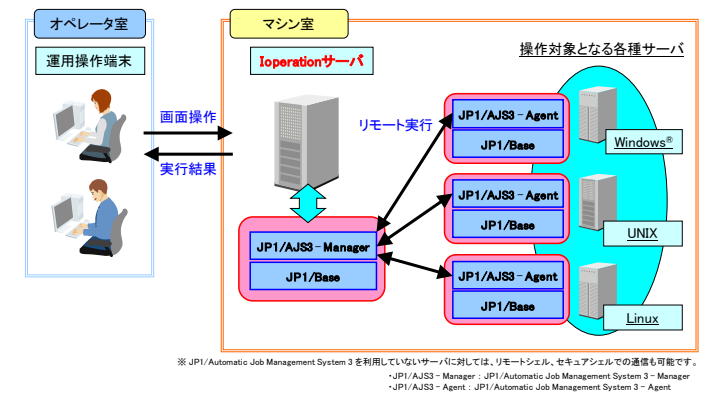 オペレータ室
マシン室
運用操作端末
Ioperationサーバ
操作対象となる各種サーバ
画面操作
実行結果
リモート実行
JP1/AJS3-Agent
JP1/Base
Windows®
JP1/AJS3-Agent
JP1/Base
UNIX
JP1/AJS3-Manager
JP1/Base
JP1/AJS3-Agent
JP1/Base
Linux
※ JP1/Automatic Job Management System 3 を利用していないサーバに対しては、リモートシェル、セキュアシェルでの通信も可能です。
・JP1/AJS3-Manager : JP1/Automatic Job Management System 3 - Manager
・JP1/AJS3-Agent : JP1/Automatic Job Management System 3 - Agent